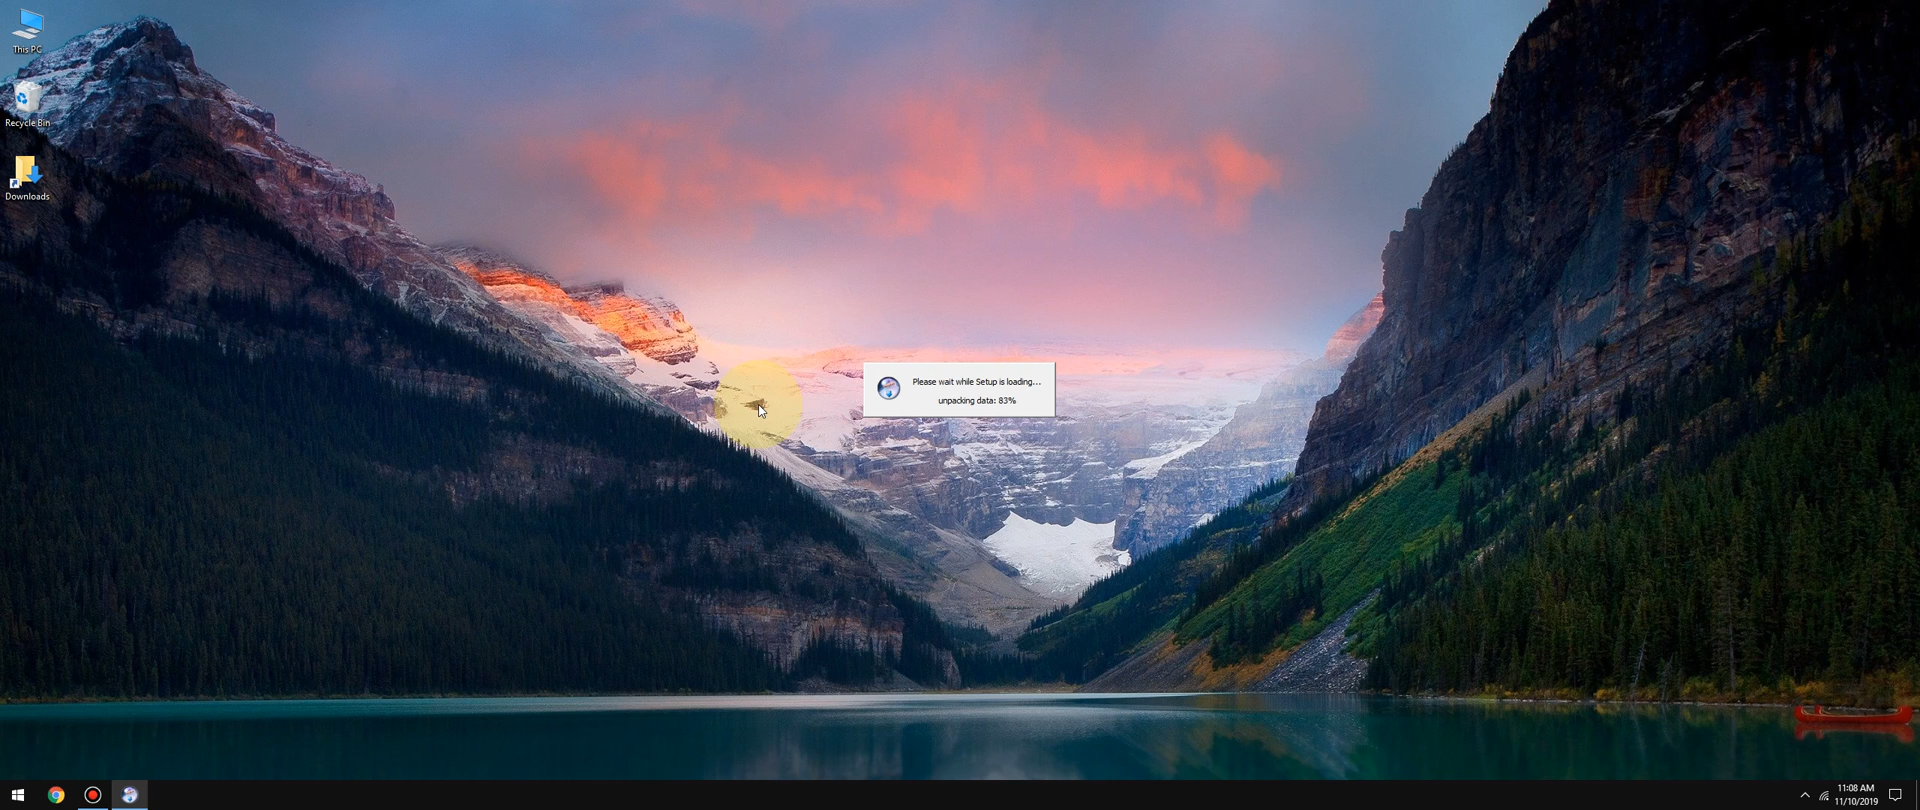 This PC
Recycle Bin
Downloads
Please wait while Setup is loading...
unpacking data: 83%
11:08 AM
11/10/2019